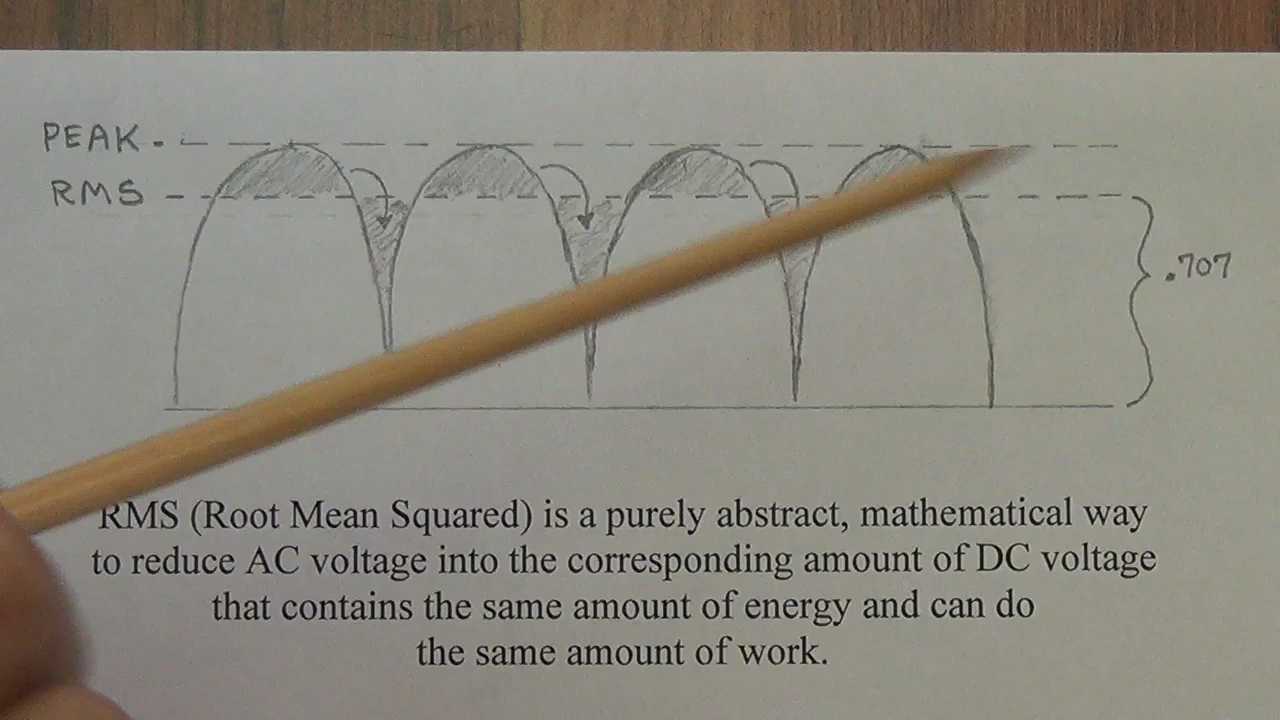 PEAK
RMS
.707
RMS (Root Mean Squared) is a purely abstract, mathematical way
to reduce AC voltage into the corresponding amount of DC voltage
that contains the same amount of energy and can do
the same amount of work.